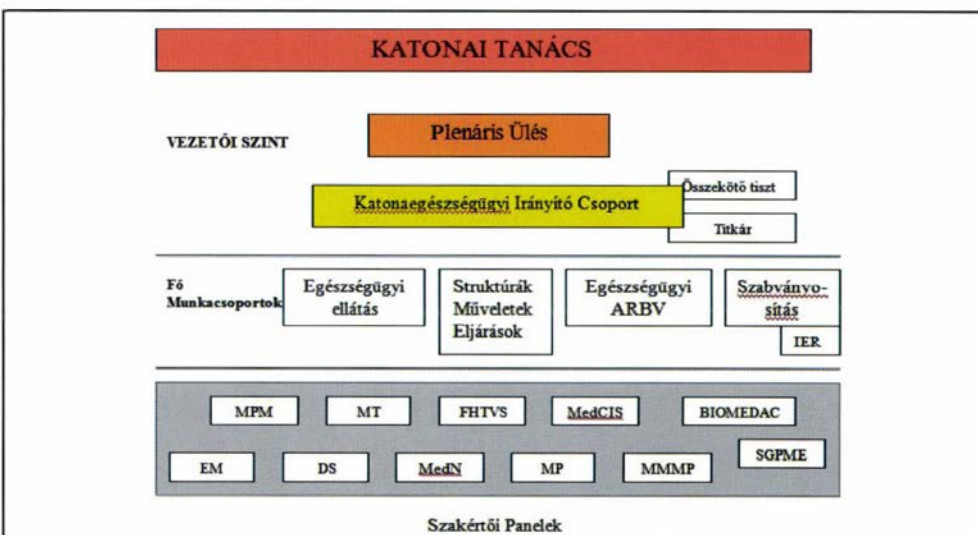 KATONAI TANÁCS
VEZETŐI SZINT
Plenáris Ülés
Katonaegészségügyi Irányító Csoport
Összekötő tiszt
Titkár
Fő
Munkacsoportok
Egészségügyi
ellátás
Struktúrák
Műveletek
Eljárások
Egészségügyi
ARBV
Szabványo-
sítás
IER
MPM
MT
FHTVS
MedCIS
BIOMEDAC
EM
DS
MedN
MP
MMMP
SGPME
Szakértői Panelek